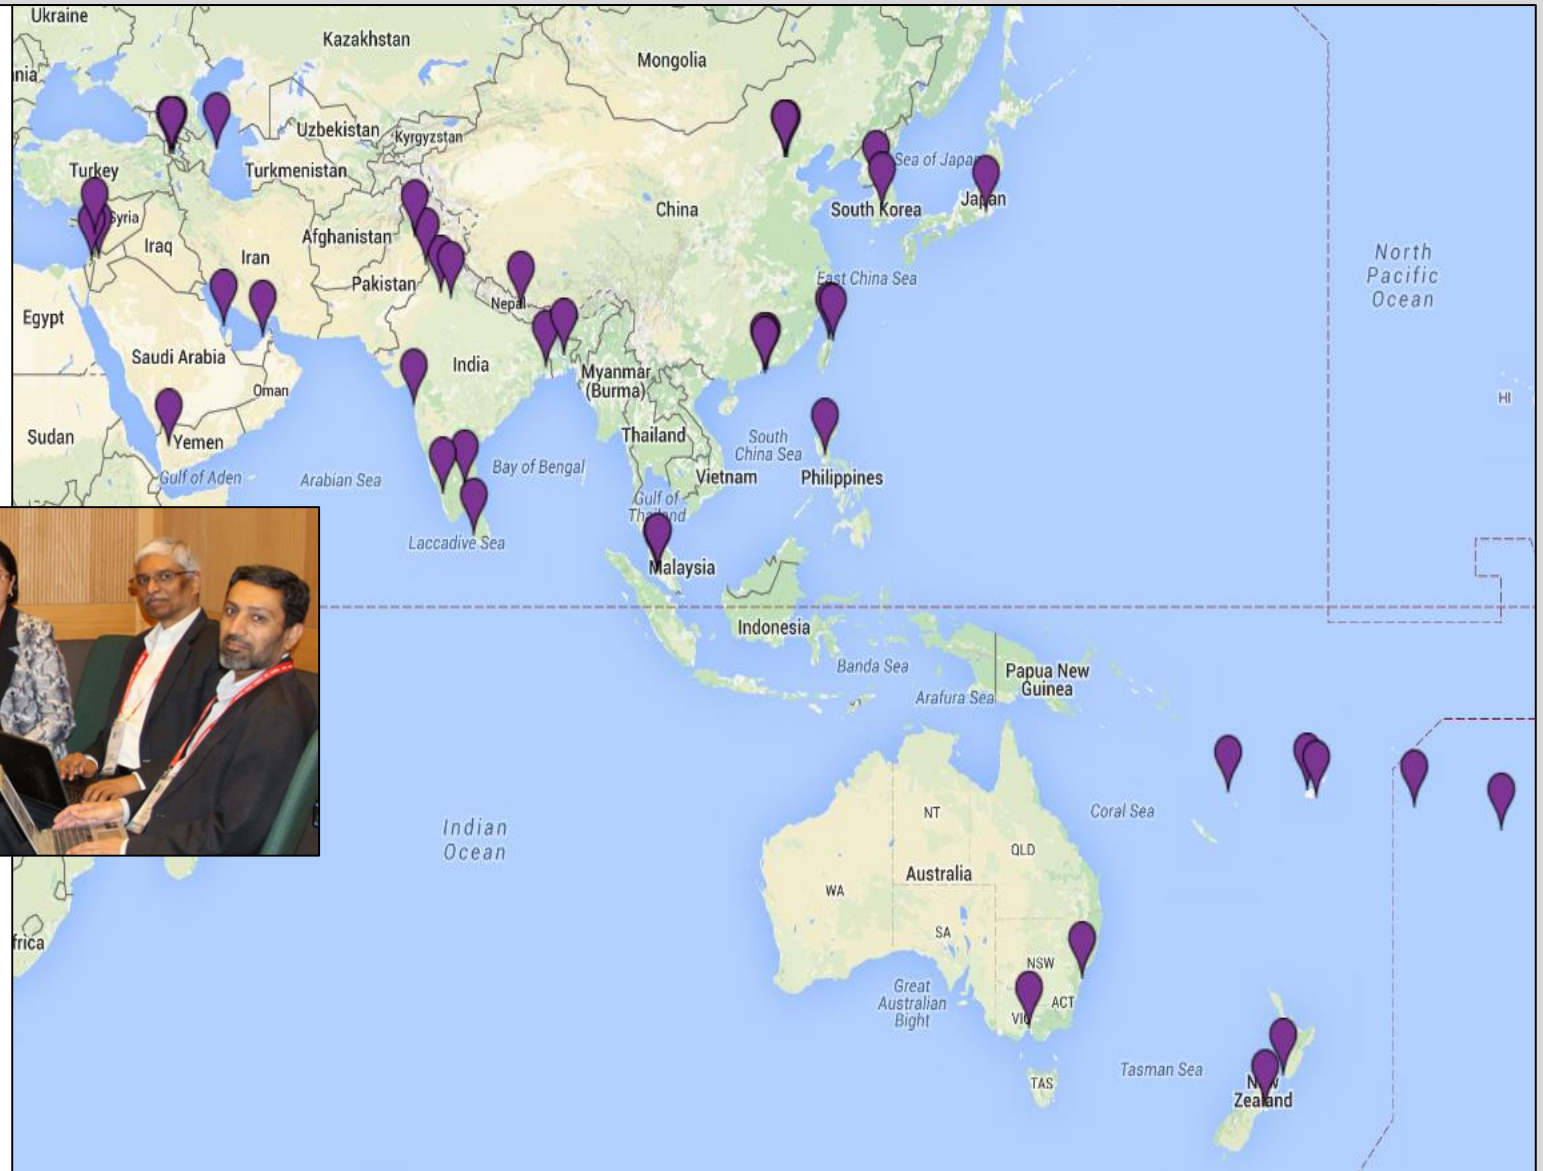 Ukraine
Kazakhstan
Mongolia
nia
Uzbekistan
Kyrgyzstan
Turkey
Turkmenistan
Sea of Japan
Syria
China
South Korea
Japan
Iraq
Iran
Afghanistan
Pakistan
East China Sea
North
Pacific
Ocean
Nepal
Egypt
Saudi Arabia
India
Myanmar
(Burma)
Oman
HI
Sudan
Yemen
Thailand
South
China Sea
Gulf of Aden
Arabian Sea
Bay of Bengal
Vietnam
Philippines
Gulf of
Thailand
Laccadive Sea
Malaysia
Indonesia
Banda Sea
Papua New
Guinea
Arafura Sea
Coral Sea
NT
Indian
Ocean
QLD
Australia
WA
SA
frica
NSW
Great
Australian
Bight
ACT
VIC
Tasman Sea
TAS
New
Zealand